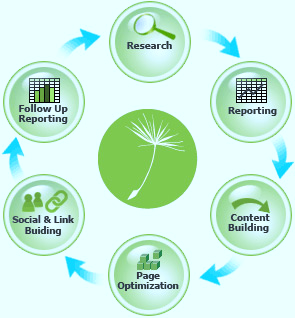 Research
Reporting
Content
Building
Page
Optimization
Social & Link
Buiding
Follow Up
Reporting